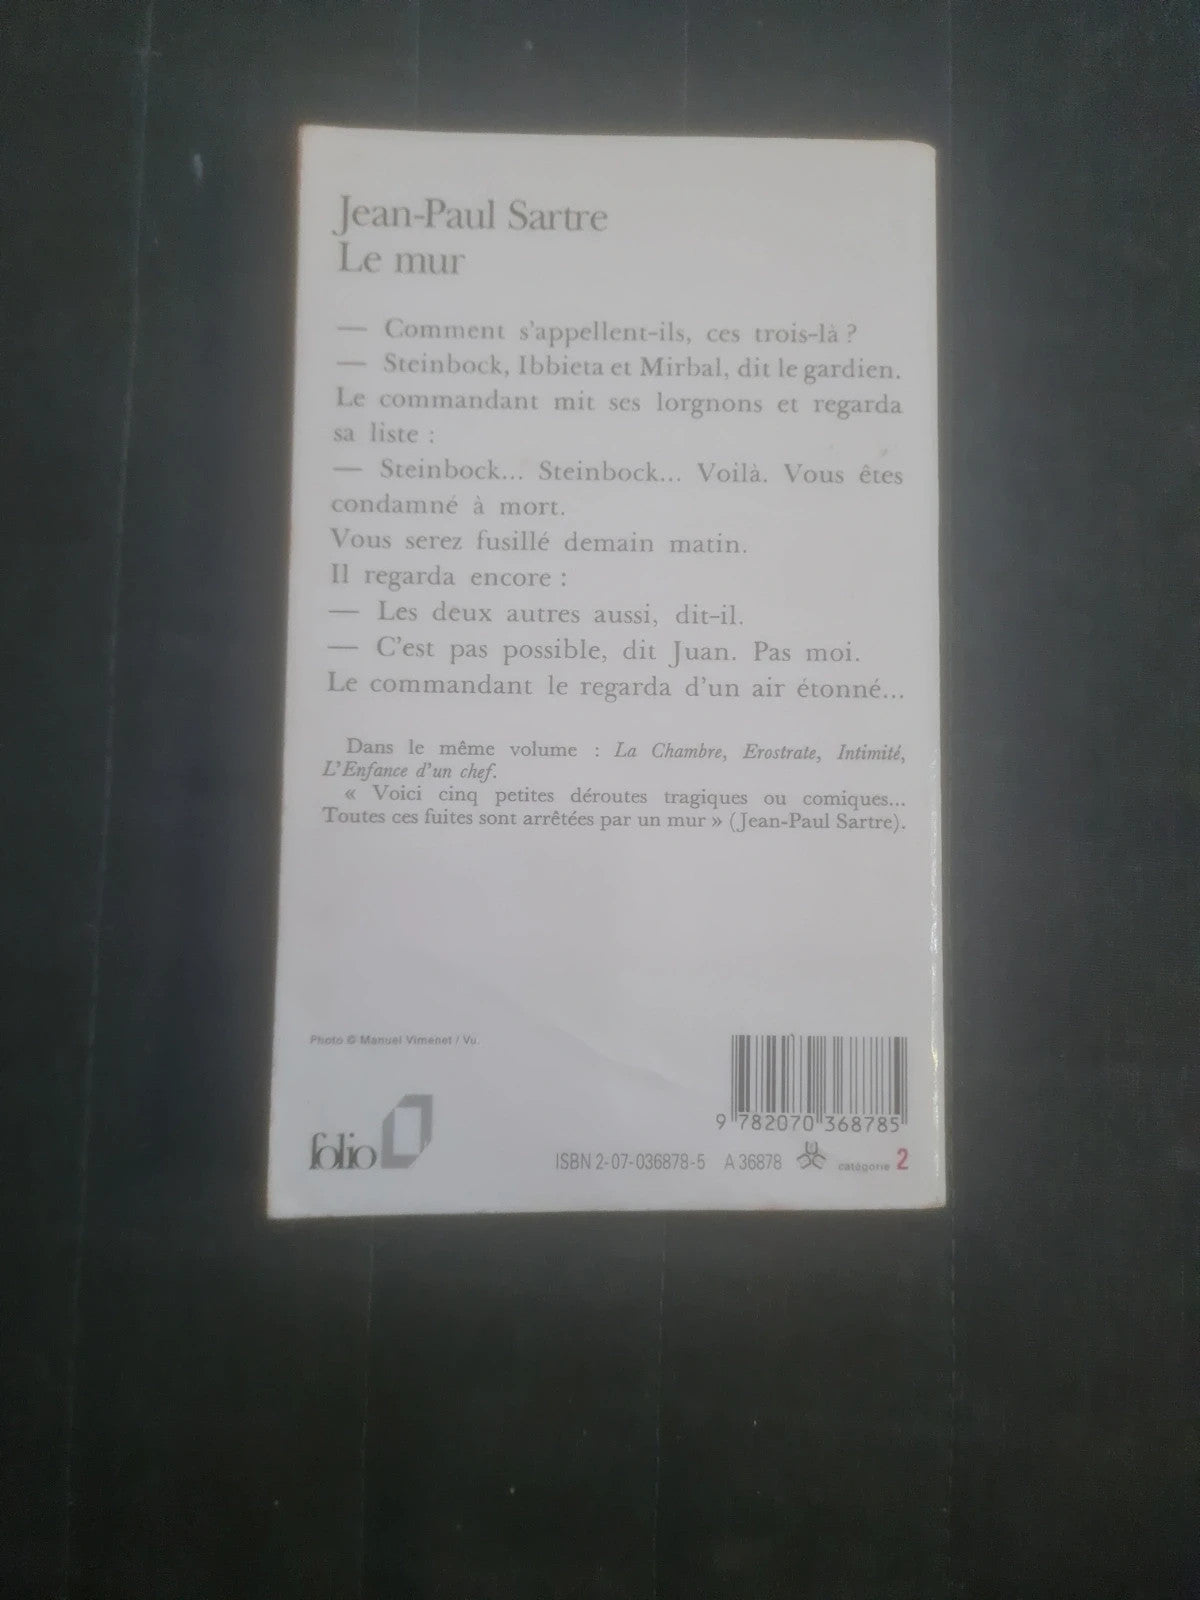 Jean-Paul Sartre
Le mur
— Comment s'appellent-ils, ces trois-là ?
— Steinbock, Ibbieta et Mirbal, dit le gardien.
Le commandant mit ses lorgnons et regarda
sa liste :
— Steinbock... Steinbock... Voilà. Vous êtes
condamné à mort.
Vous serez fusillé demain matin.
Il regarda encore :
— Les deux autres aussi, dit-il.
— C'est pas possible, dit Juan. Pas moi.
Le commandant le regarda d'un air étonné...
Dans le même volume : La Chambre, Erostrate, Intimité,
L'Enfance d'un chef.
« Voici cinq petites déroutes tragiques ou comiques...
Toutes ces fuites sont arrêtées par un mur » (Jean-Paul Sartre).
Photo © Manuel Vimenet / Vu.
9 782070 368785
folio
ISBN 2-07-036878-5 A 36878 catégorie 2